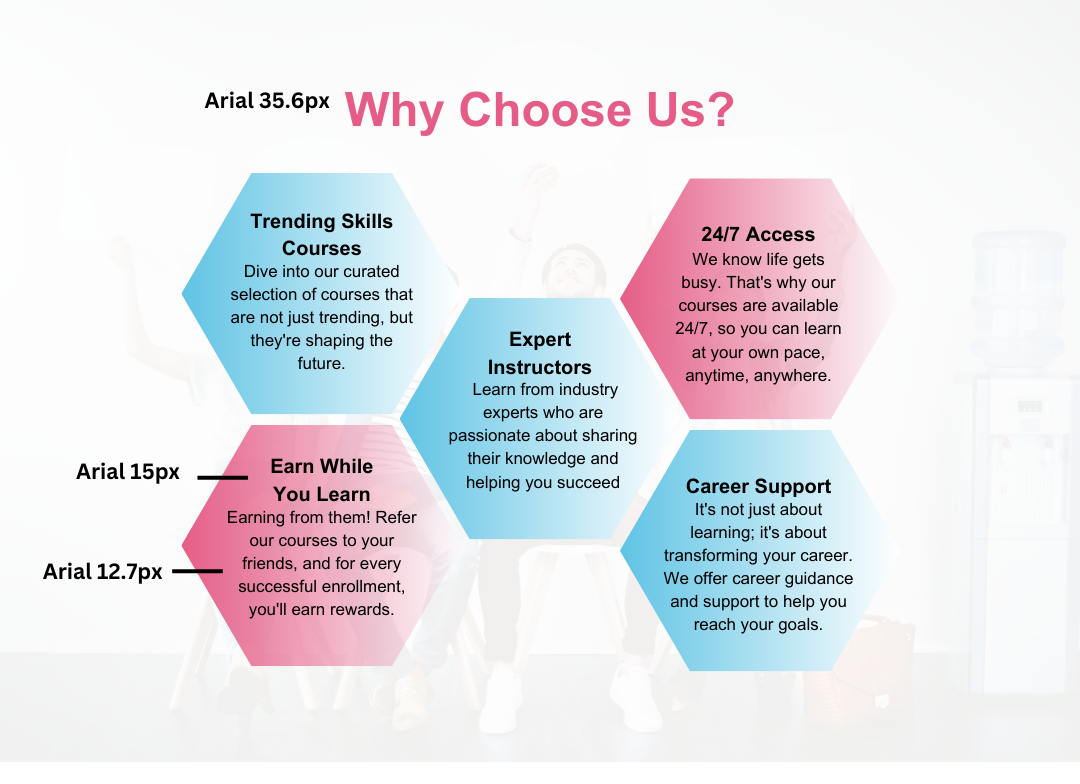 Arial 35.6px
Why Choose Us?
Trending Skills
Courses
Dive into our curated
selection of courses that
are not just trending, but
they're shaping the
future.
24/7 Access
We know life gets
busy. That's why our
courses are available
24/7, so you can learn
at your own pace,
anytime, anywhere.
Expert
Instructors
Learn from industry
experts who are
passionate about sharing
their knowledge and
helping you succeed
Arial 15px
Earn While
You Learn
Arial 12.7px
Earning from them! Refer
our courses to your
friends, and for every
successful enrollment,
you'll earn rewards.
Career Support
It's not just about
learning; it's about
transforming your career.
We offer career guidance
and support to help you
reach your goals.